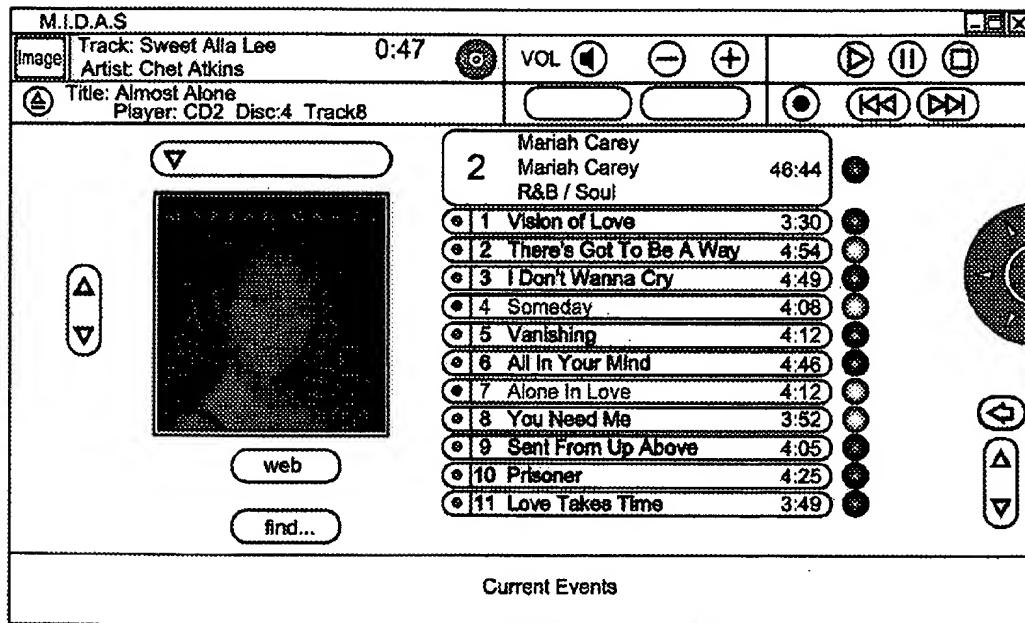 M.I.D.A.S
Image
Track: Sweet Alla Lee 0:47
Artist: Chet Atkins
VOL
Title: Almost Alone
Player: CD2 Disc:4 Track8
Mariah Carey
2 Mariah Carey 46:44
R&B / Soul
1 Vision of Love 3:30
2 There's Got To Be A Way 4:54
3 I Don't Wanna Cry 4:49
4 Someday 4:08
5 Vanishing 4:12
6 All In Your Mind 4:46
7 Alone In Love 4:12
8 You Need Me 3:52
9 Sent From Up Above 4:05
10 Prisoner 4:25
11 Love Takes Time 3:49
web
find...
Current Events